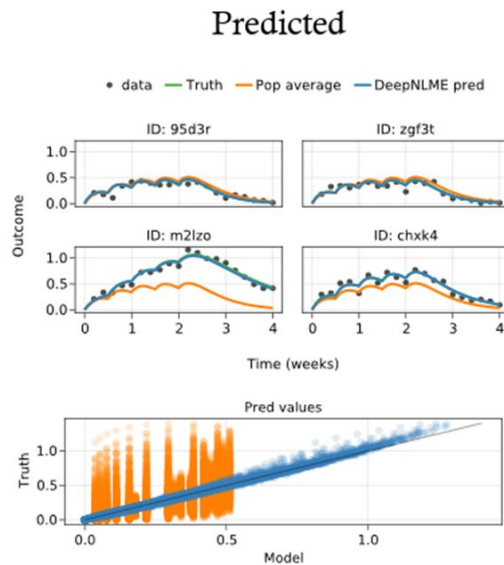 Predicted
data Truth Pop average DeepNLME pred
ID: 95d3r ID: zgf3t
1.0
0.5
0.0
Outcome
ID: m2lzo ID: chxk4
1.0
0.5
0.0
0 1 2 3 4 0 1 2 3 4
Time (weeks)
Pred values
Truth
1.0
0.5
0.0
0.0 0.5 1.0
Model